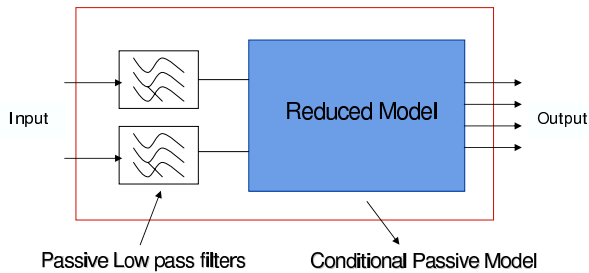 Reduced Model
Input
Output
Passive Low pass filters
Conditional Passive Model